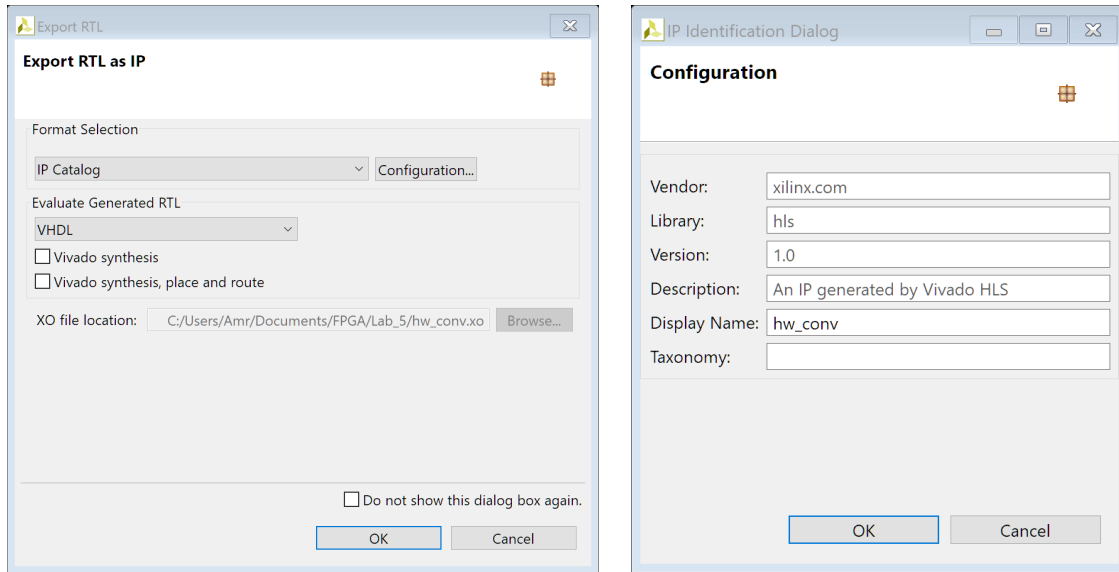 Export RTL
Export RTL as IP
Format Selection
IP Catalog
Configuration...
Evaluate Generated RTL
VHDL
Vivado synthesis
Vivado synthesis, place and route
XO file location: C:/Users/Amr/Documents/FPGA/Lab_5/hw_conv.xo Browse...
Do not show this dialog box again.
OK Cancel
IP Identification Dialog
Configuration
Vendor: xilinx.com
Library: hls
Version: 1.0
Description: An IP generated by Vivado HLS
Display Name: hw_conv
Taxonomy:
OK Cancel